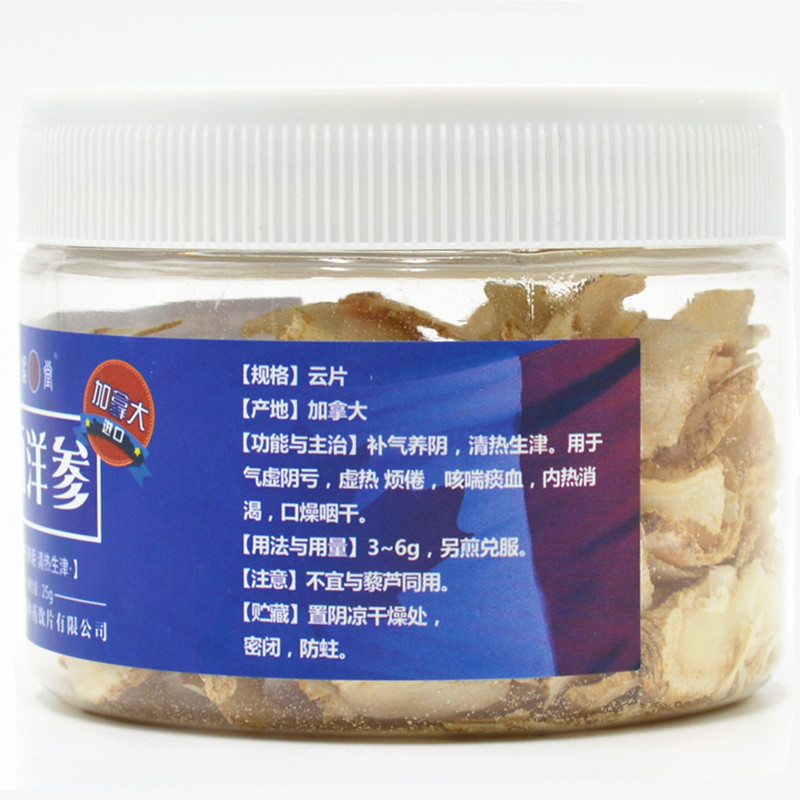 加拿大
进口
洋参
清热生津·】
25g
药饮片有限公司
【规格】云片
【产地】加拿大
【功能与主治】补气养阴，清热生津。用于
气虚阴亏，虚热 烦倦，咳喘痰血，内热消
渴，口燥咽干。
【用法与用量】3~6g，另煎兑服。
【注意】不宜与藜芦同用。
【贮藏】置阴凉干燥处，
密闭，防蛀。